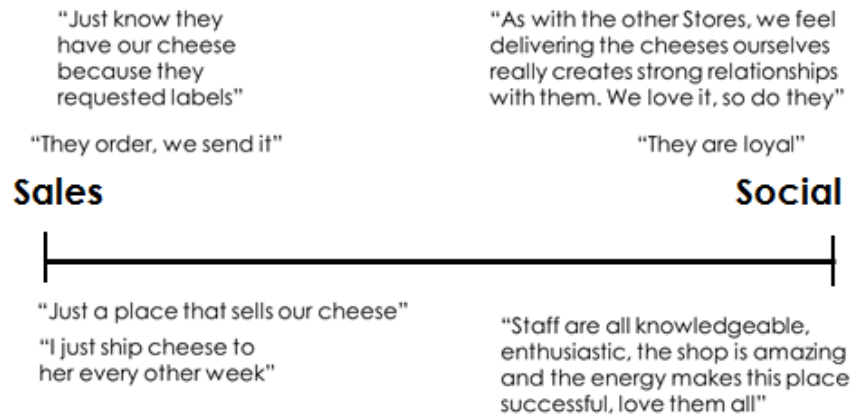 “Just know they
have our cheese
because they
requested labels”
“They order, we send it”
“As with the other Stores, we feel
delivering the cheeses ourselves
really creates strong relationships
with them. We love it, so do they”
“They are loyal”
Sales
Social
“Just a place that sells our cheese”
“I just ship cheese to
her every other week”
“Staff are all knowledgeable,
enthusiastic, the shop is amazing
and the energy makes this place
successful, love them all”